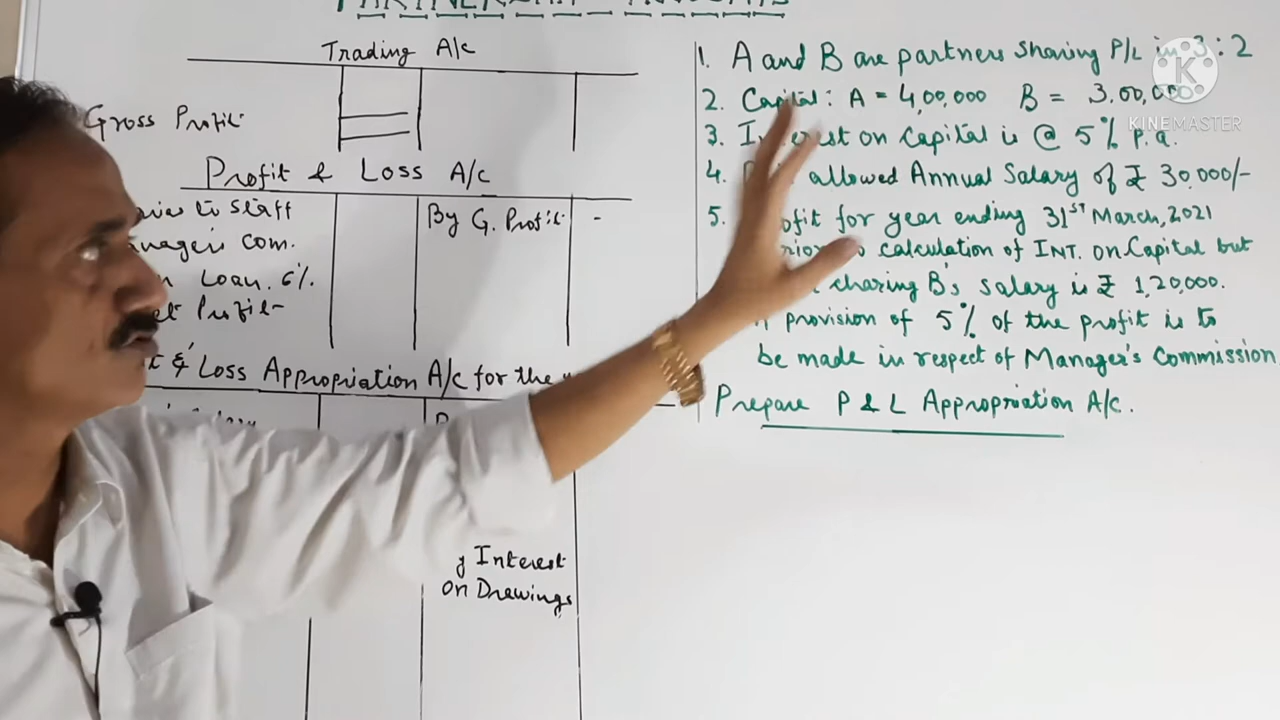 Trading A/c
Gross Profit
Profit & Loss A/c
to Staff
By G. Profit -
com.
Loan. 6%.
Profit
& Loss Appropriation A/c for the
Interest
on Drawings
1. A and B are partners sharing P/L in 3 : 2
2. Capital: A = 4,00,000 B = 3,00,000
3. Interest on Capital is @ 5% p.a.
4. allowed Annual Salary of ₹ 30,000/-
5. for year ending 31ST March, 2021
calculation of INT. on Capital but
charing B's salary is ₹ 1,20,000.
provision of 5% of the profit is to
be made in respect of Manager's Commission
Prepare P & L Appropriation A/c.
K
KINEMASTER